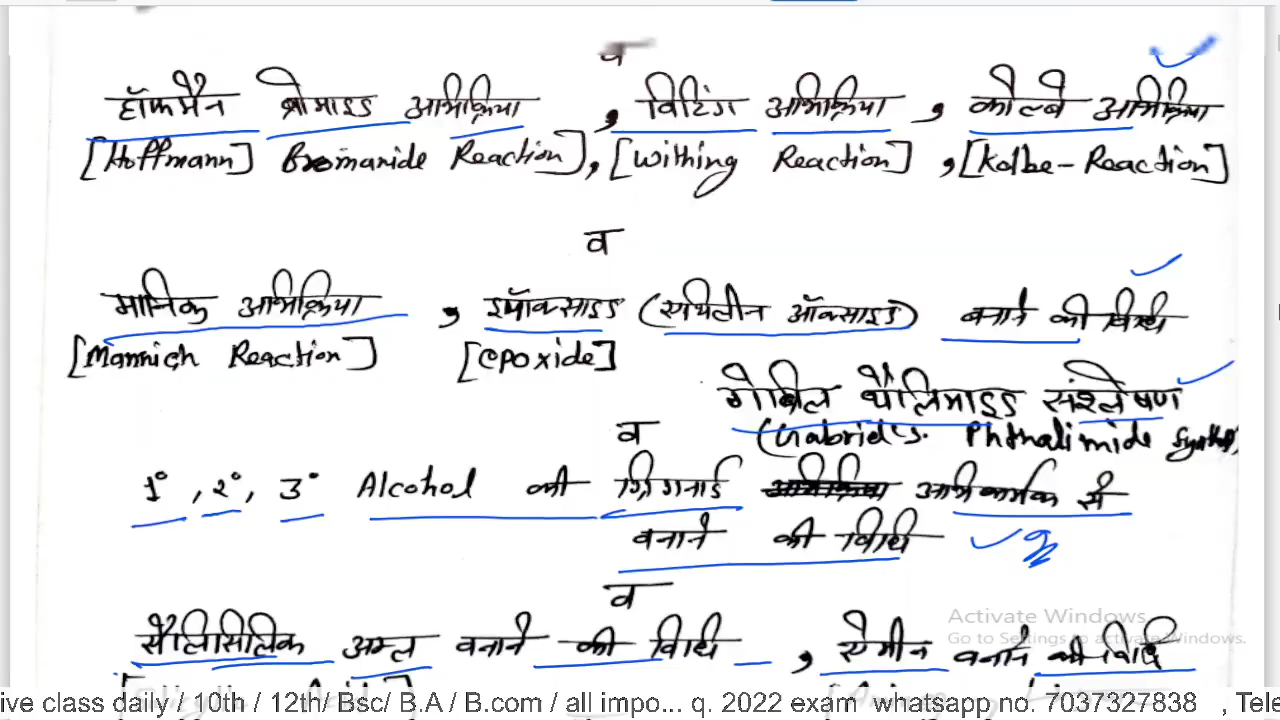 व
हॉफमैन ब्रोमाइड अभिक्रिया , विटिंग अभिक्रिया , कोल्बे अभिक्रिया
[Hoffmann] Bromamide Reaction] , [Withing Reaction] , [Kolbe-Reaction]
व
मानिक अभिक्रिया , इपॉक्साइड (एथिलीन ऑक्साइड) बनाने की विधि
[Mannich Reaction] [epoxide]
गेब्रिल थैलिमाइड संश्लेषण
व (Gabriel's. Phthalimide
1° , 2° , 3° Alcohol की ग्रिगनार्ड अभिक्रिया अभिकर्मक से
बनाने की विधि
व
सैलिसिलिक अम्ल बनाने की विधि , एमीन बनाने की विधि
Activate Windows
Go to Settings to activate Windows.
ive class daily / 10th / 12th/ Bsc/ B.A / B.com / all impo... q. 2022 exam whatsapp no. 7037327838 , Tele